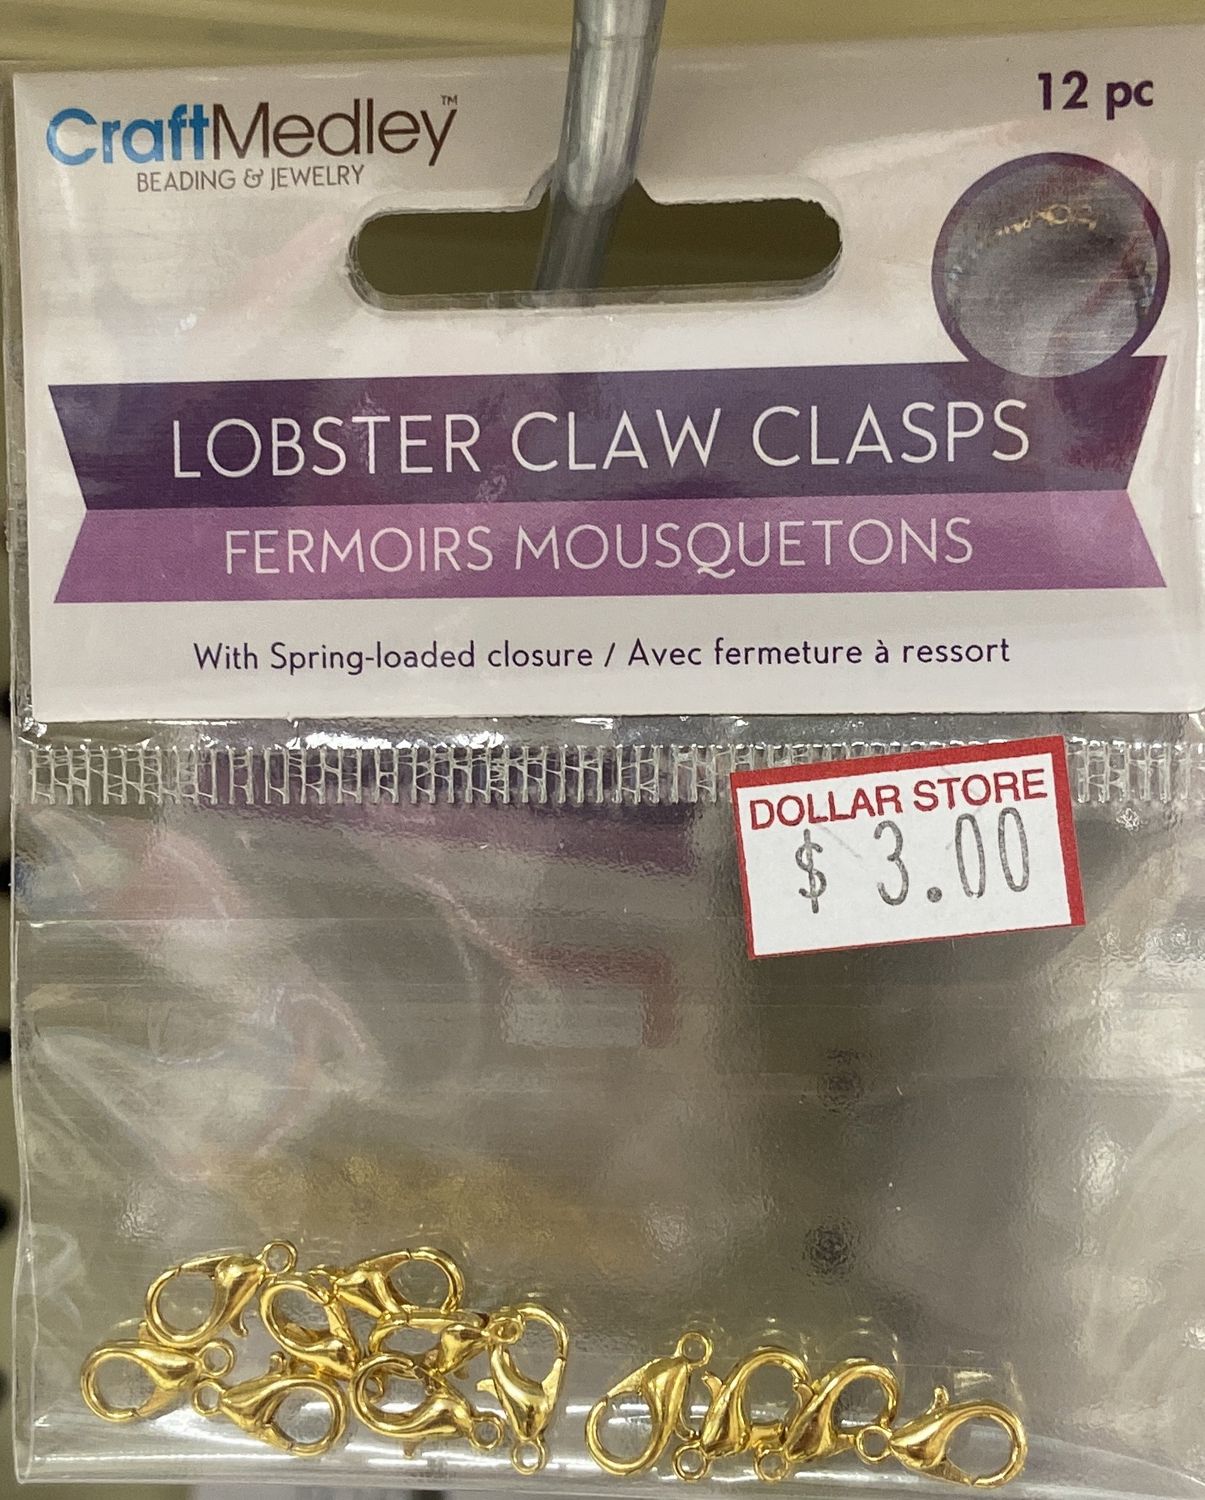 CraftMedley™
BEADING & JEWELRY
12 pc
LOBSTER CLAW CLASPS
FERMOIRS MOUSQUETONS
With Spring-loaded closure / Avec fermeture à ressort
DOLLAR STORE
$ 3.00